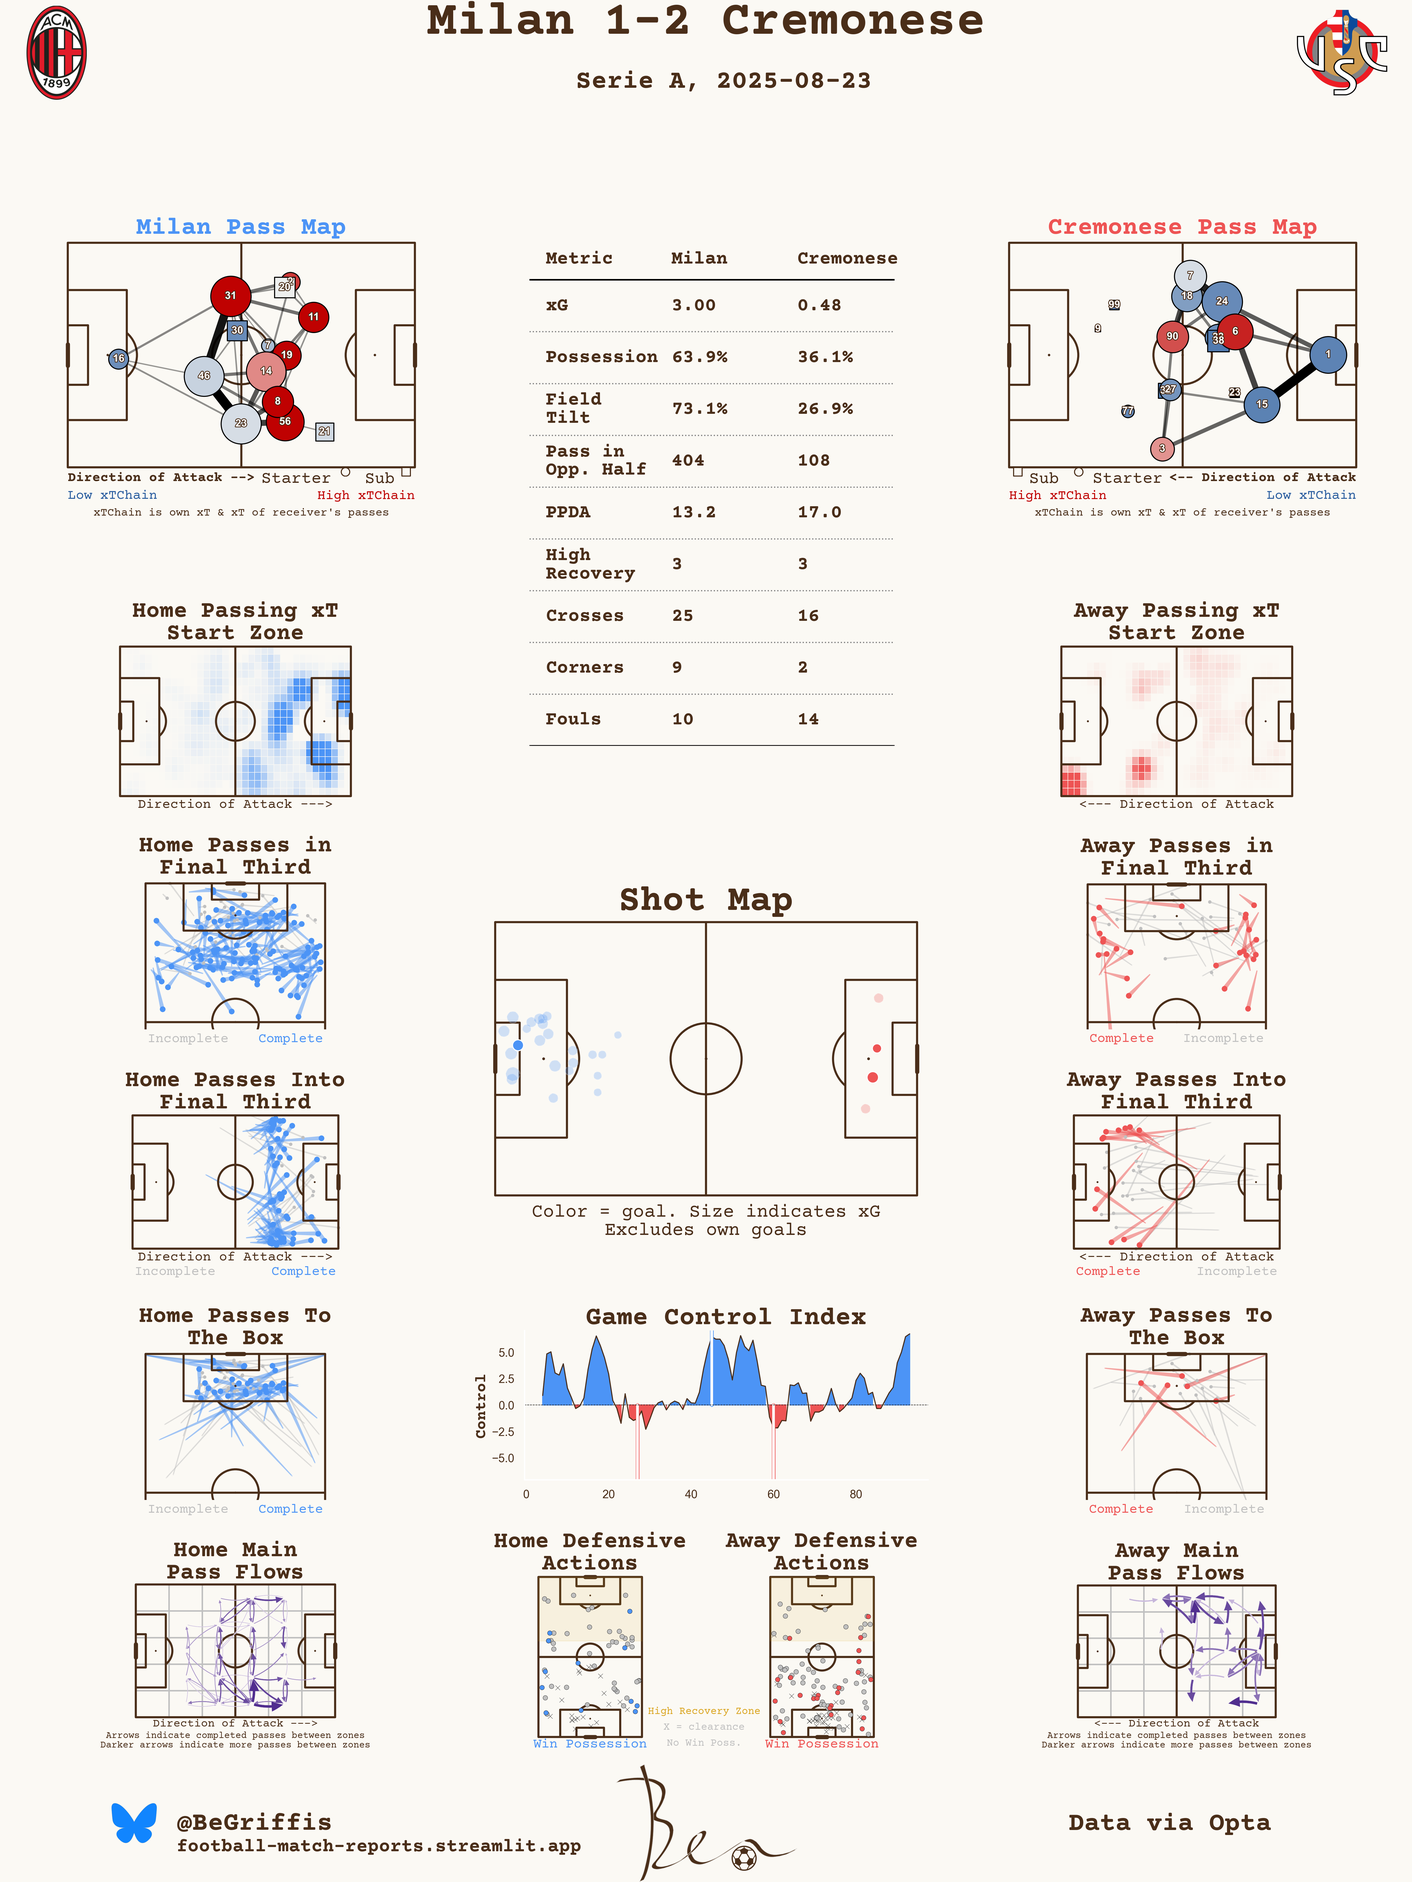 Milan 1-2 Cremonese
Serie A, 2025-08-23
ACM
1899
USC
Milan Pass Map
31
20
11
30
7
19
16
46
14
8
23
56
21
Direction of Attack --> Starter Sub
Low xTChain High xTChain
xTChain is own xT & xT of receiver's passes
Metric Milan Cremonese
xG 3.00 0.48
Possession 63.9% 36.1%
Field
Tilt 73.1% 26.9%
Pass in
Opp. Half 404 108
PPDA 13.2 17.0
High
Recovery 3 3
Crosses 25 16
Corners 9 2
Fouls 10 14
Cremonese Pass Map
7
18
24
99
9
90
6
38
1
27
23
15
77
3
Sub Starter <-- Direction of Attack
High xTChain Low xTChain
xTChain is own xT & xT of receiver's passes
Home Passing xT
Start Zone
Direction of Attack --->
Away Passing xT
Start Zone
<--- Direction of Attack
Home Passes in
Final Third
Incomplete Complete
Away Passes in
Final Third
Complete Incomplete
Shot Map
Color = goal. Size indicates xG
Excludes own goals
Home Passes Into
Final Third
Direction of Attack --->
Incomplete Complete
Away Passes Into
Final Third
<--- Direction of Attack
Complete Incomplete
Home Passes To
The Box
Incomplete Complete
Game Control Index
Control
5.0
2.5
0.0
−2.5
−5.0
0 20 40 60 80
Away Passes To
The Box
Complete Incomplete
Home Main
Pass Flows
Direction of Attack --->
Arrows indicate completed passes between zones
Darker arrows indicate more passes between zones
Home Defensive
Actions
Win Possession
High Recovery Zone
X = clearance
No Win Poss.
Away Defensive
Actions
Win Possession
Away Main
Pass Flows
<--- Direction of Attack
Arrows indicate completed passes between zones
Darker arrows indicate more passes between zones
@BeGriffis
football-match-reports.streamlit.app
Ben
Data via Opta